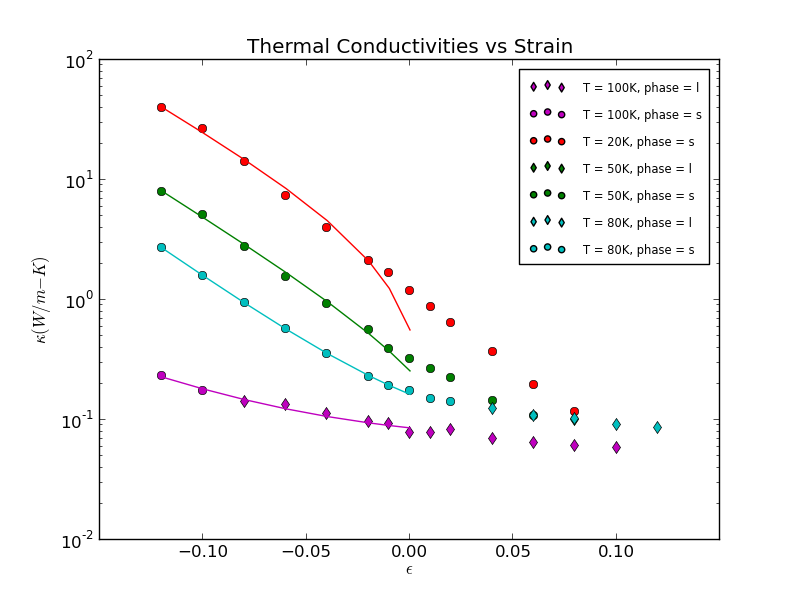 Thermal Conductivities vs Strain
10^2
10^1
10^0
10^-1
10^-2
κ(W/m−K)
T = 100K, phase = l
T = 100K, phase = s
T = 20K, phase = s
T = 50K, phase = l
T = 50K, phase = s
T = 80K, phase = l
T = 80K, phase = s
−0.10 −0.05 0.00 0.05 0.10
ϵ